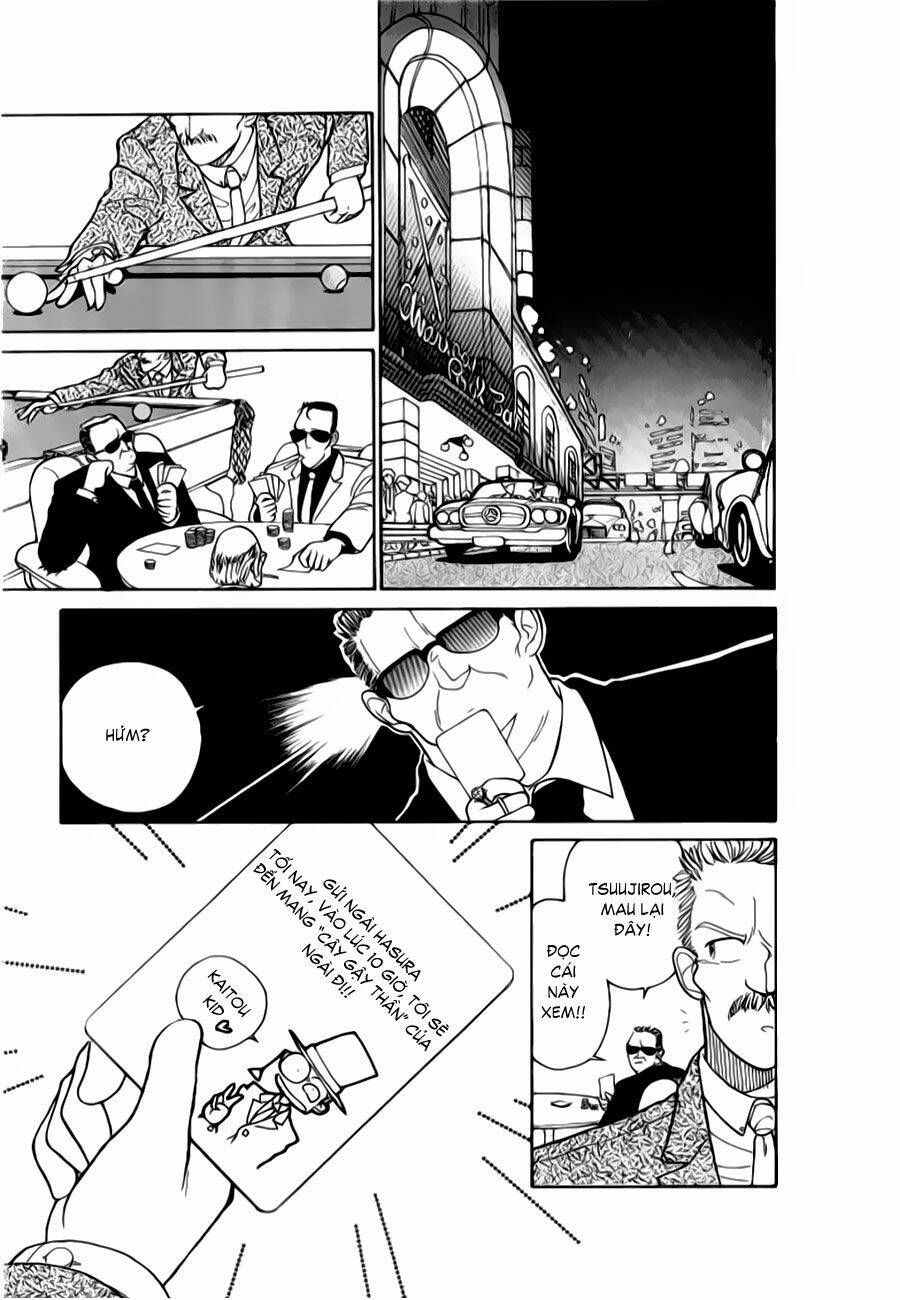 HỬM?
TSUUJIROU,
MAU LẠI
ĐÂY!
ĐỌC
CÁI
NÀY
XEM!!
GỬI NGÀI HASURA
TỐI NAY, VÀO LÚC 10 GIỜ, TÔI SẼ
ĐẾN MANG "CÂY GẬY THẦN" CỦA
NGÀI ĐI!!
KAITOU
KID